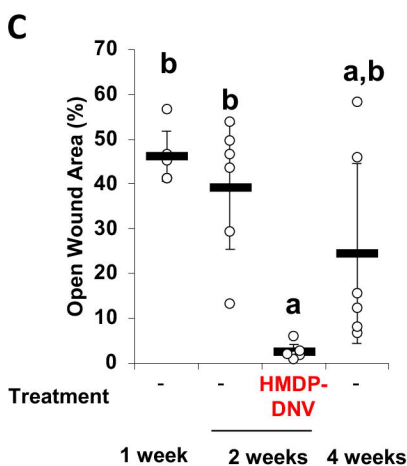 C
70
60
50
40
30
20
10
0
Open Wound Area (%)
b
b
a
a,b
Treatment - - HMDP-DNV -
1 week 2 weeks 4 weeks